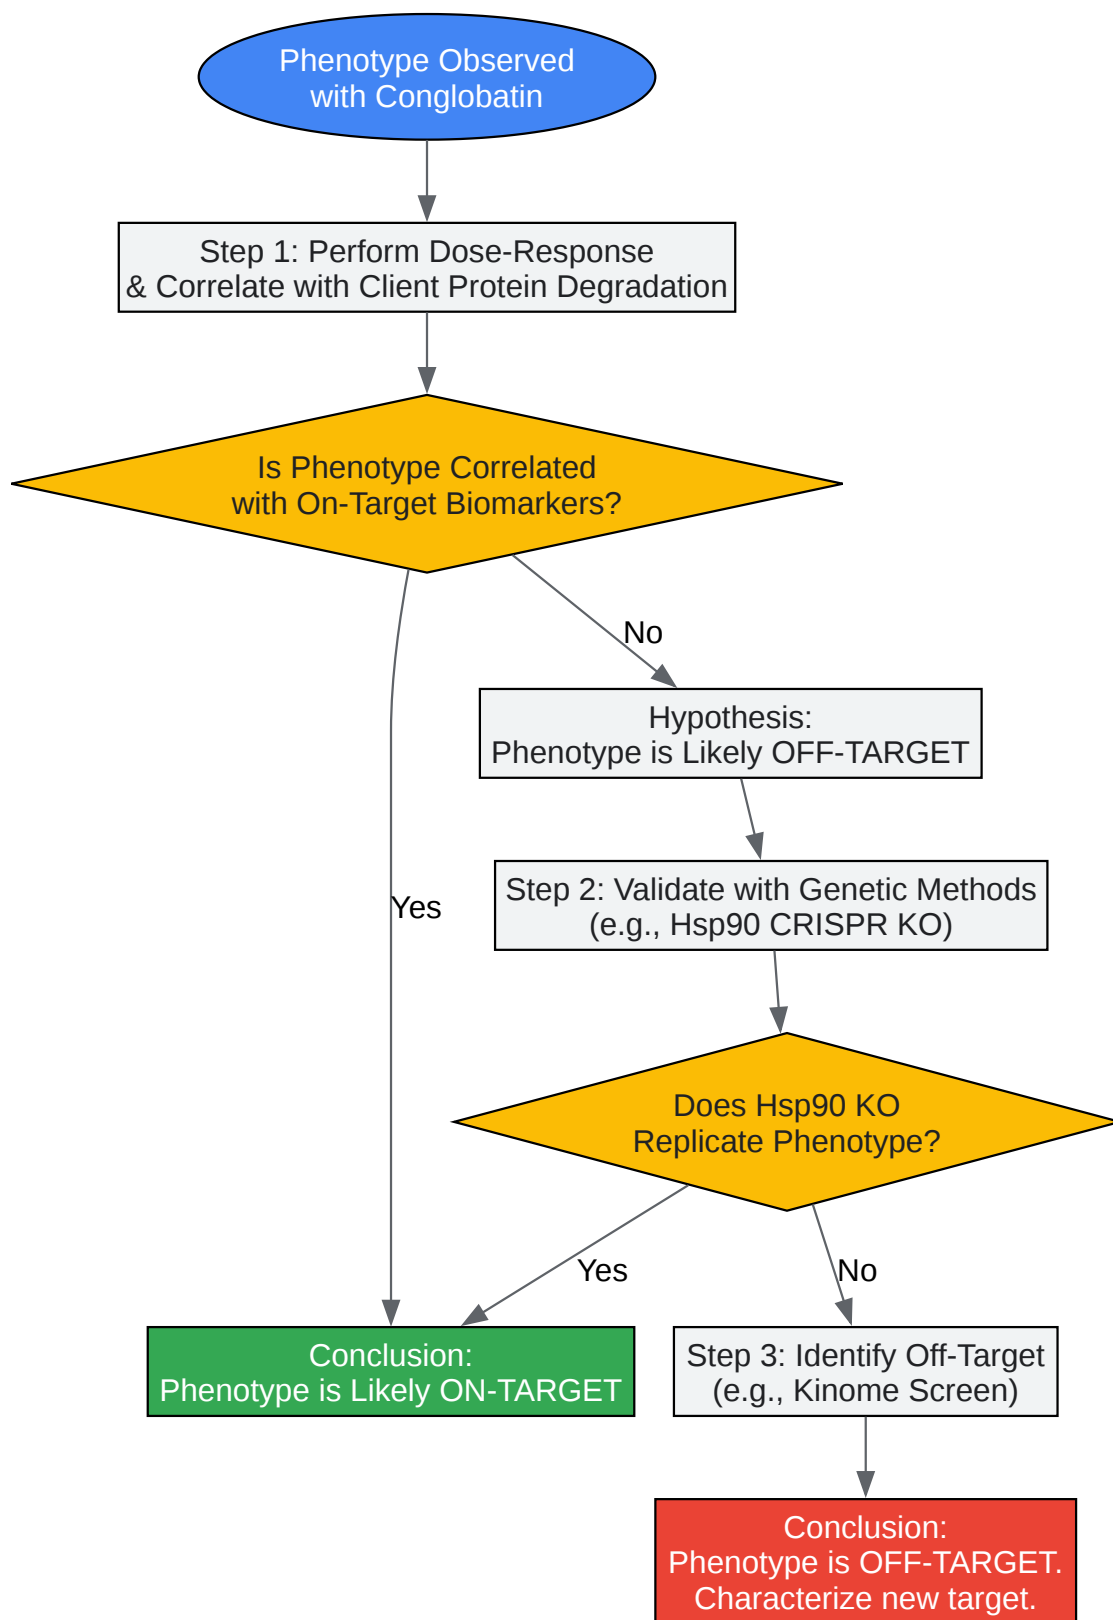 Phenotype Observed
with Conglobatin
Step 1: Perform Dose-Response
& Correlate with Client Protein Degradation
Is Phenotype Correlated
with On-Target Biomarkers?
No
Hypothesis:
Phenotype is Likely OFF-TARGET
Step 2: Validate with Genetic Methods
(e.g., Hsp90 CRISPR KO)
Yes
Does Hsp90 KO
Replicate Phenotype?
Yes
No
Conclusion:
Phenotype is Likely ON-TARGET
Step 3: Identify Off-Target
(e.g., Kinome Screen)
Conclusion:
Phenotype is OFF-TARGET.
Characterize new target.